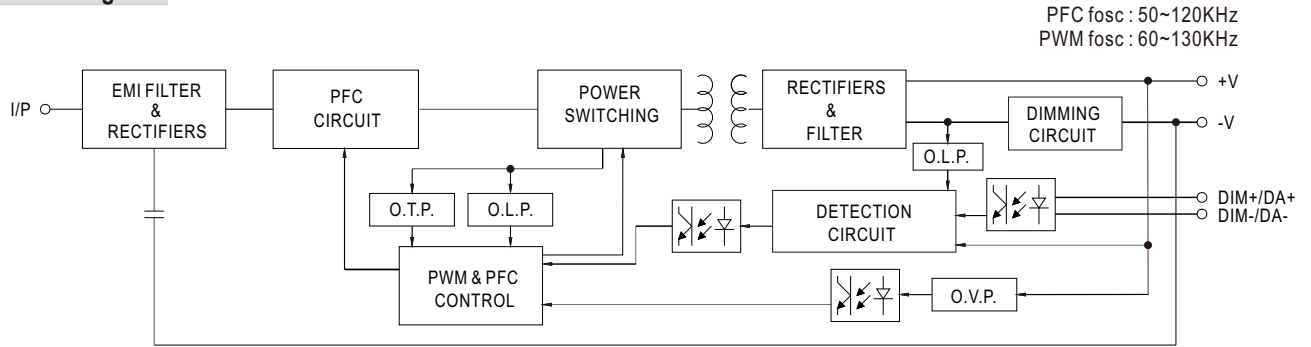 PFC fosc : 50~120KHz
PWM fosc : 60~130KHz
I/P
EMI FILTER
&
RECTIFIERS
PFC
CIRCUIT
POWER
SWITCHING
RECTIFIERS
&
FILTER
DIMMING
CIRCUIT
+V
-V
O.L.P.
O.T.P.
O.L.P.
DETECTION
CIRCUIT
DIM+/DA+
DIM-/DA-
PWM & PFC
CONTROL
O.V.P.